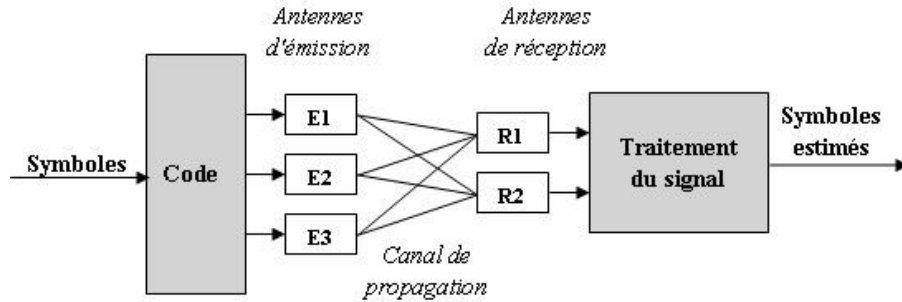 Antennes
d'émission
Antennes
de réception
Symboles
Code
E1
E2
E3
R1
R2
Traitement
du signal
Symboles
estimés
Canal de
propagation